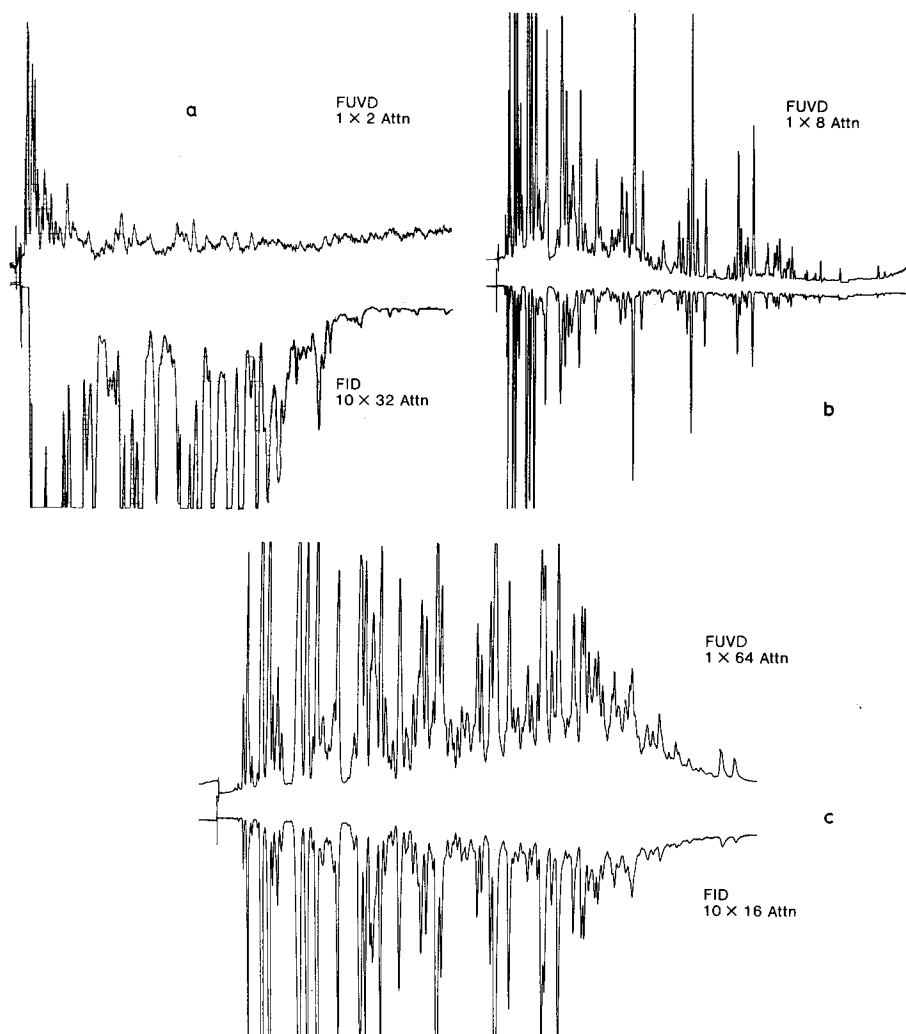 a
FUVD
1 × 2 Attn
FID
10 × 32 Attn
FUVD
1 × 8 Attn
b
FUVD
1 × 64 Attn
c
FID
10 × 16 Attn